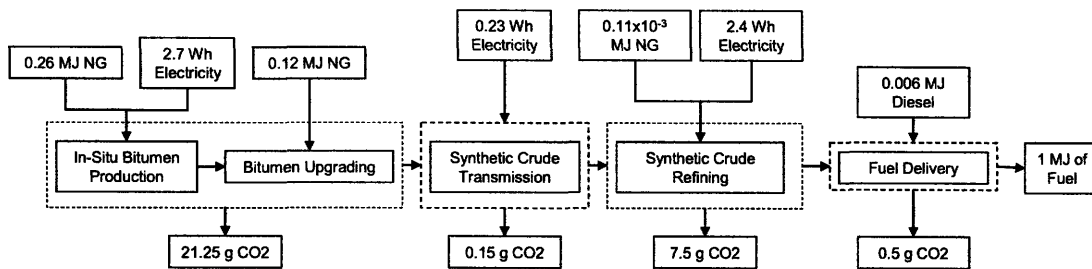 0.26 MJ NG
2.7 Wh
Electricity
0.12 MJ NG
0.23 Wh
Electricity
0.11x10-3
MJ NG
2.4 Wh
Electricity
0.006 MJ
Diesel
In-Situ Bitumen
Production
Bitumen Upgrading
Synthetic Crude
Transmission
Synthetic Crude
Refining
Fuel Delivery
1 MJ of
Fuel
21.25 g CO2
0.15 g CO2
7.5 g CO2
0.5 g CO2